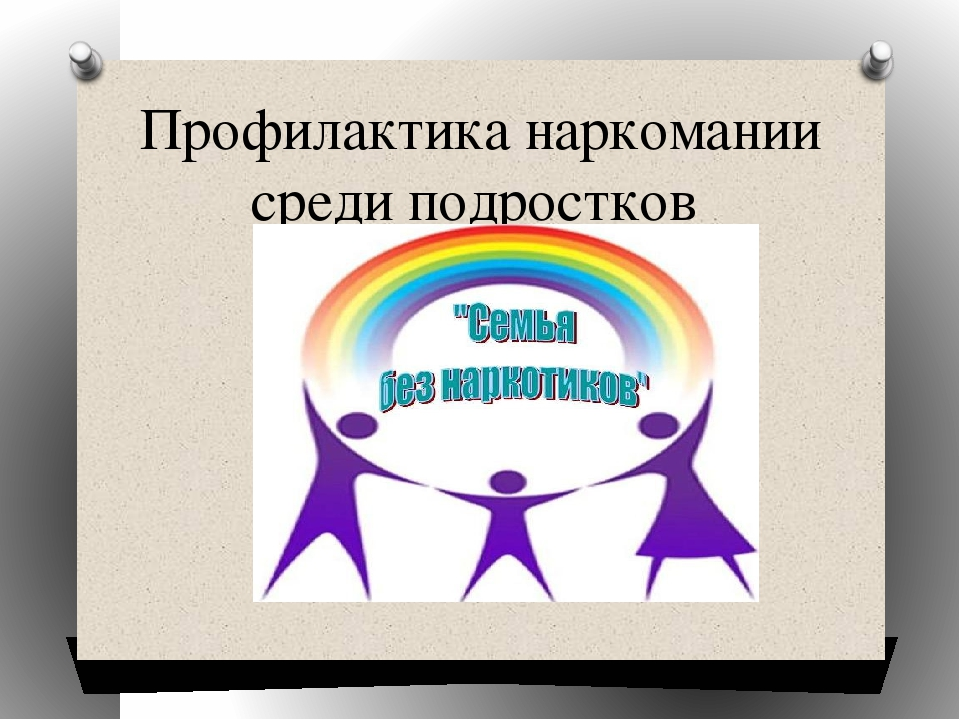 Профилактика наркомании
среди подростков
"Семья
без наркотиков"